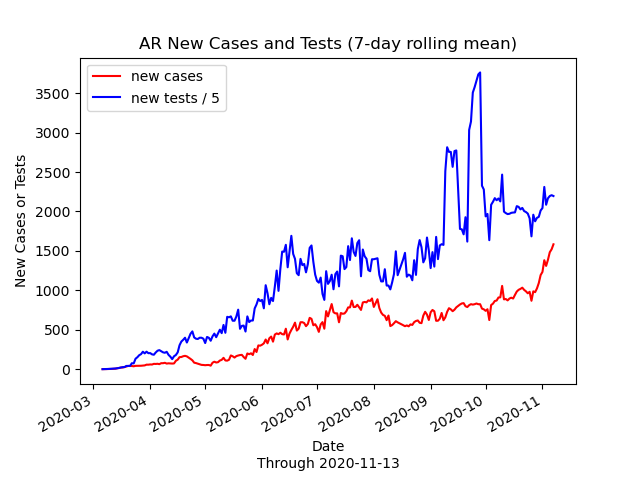 AR New Cases and Tests (7-day rolling mean)
new cases
new tests / 5
New Cases or Tests
3500
3000
2500
2000
1500
1000
500
0
2020-03
2020-04
2020-05
2020-06
2020-07
2020-08
2020-09
2020-10
2020-11
Date
Through 2020-11-13